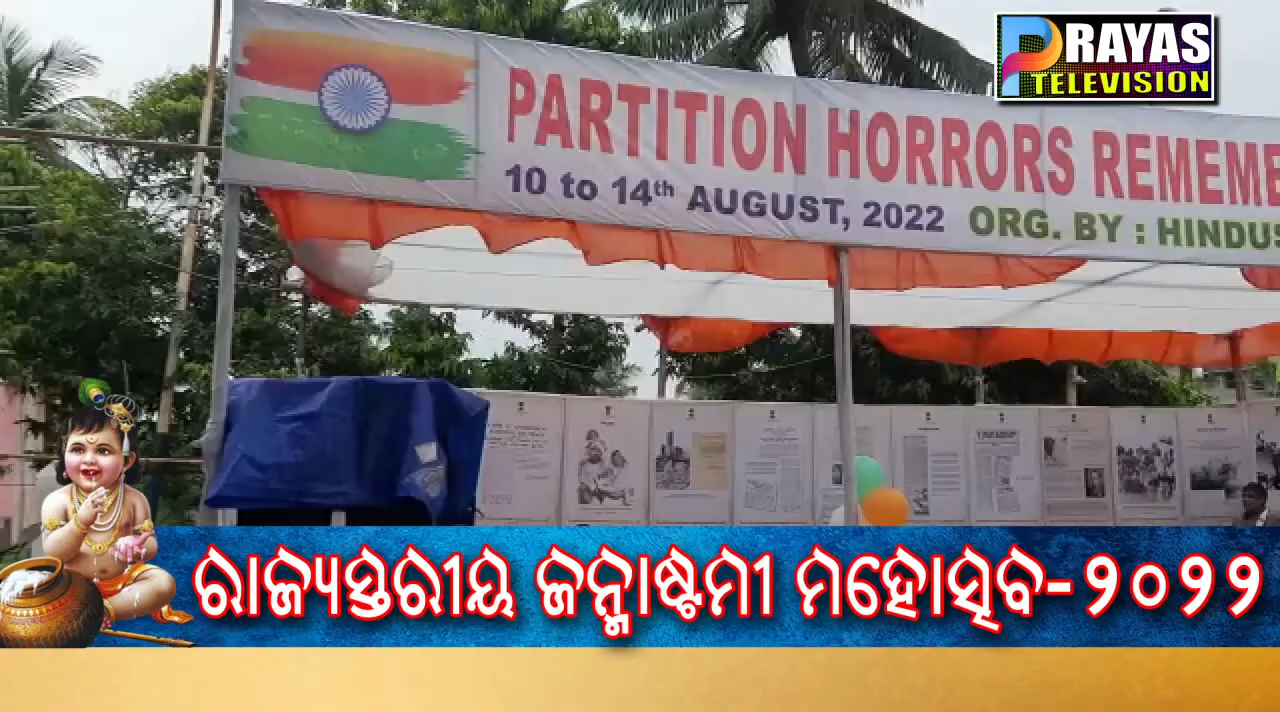 PRAYAS
TELEVISION
PARTITION HORRORS REMEME
10 to 14th AUGUST, 2022 ORG. BY : HINDUS
ରାଜ୍ୟସ୍ତରୀୟ ଜନ୍ମାଷ୍ଟମୀ ମହୋତ୍ସବ-୨୦୨୨